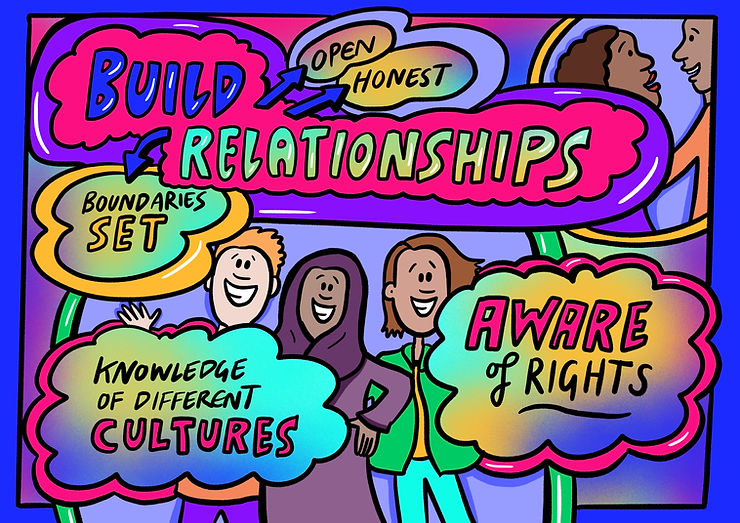 BUILD
RELATIONSHIPS
OPEN
HONEST
BOUNDARIES
SET
KNOWLEDGE
OF DIFFERENT
CULTURES
AWARE
of RIGHTS